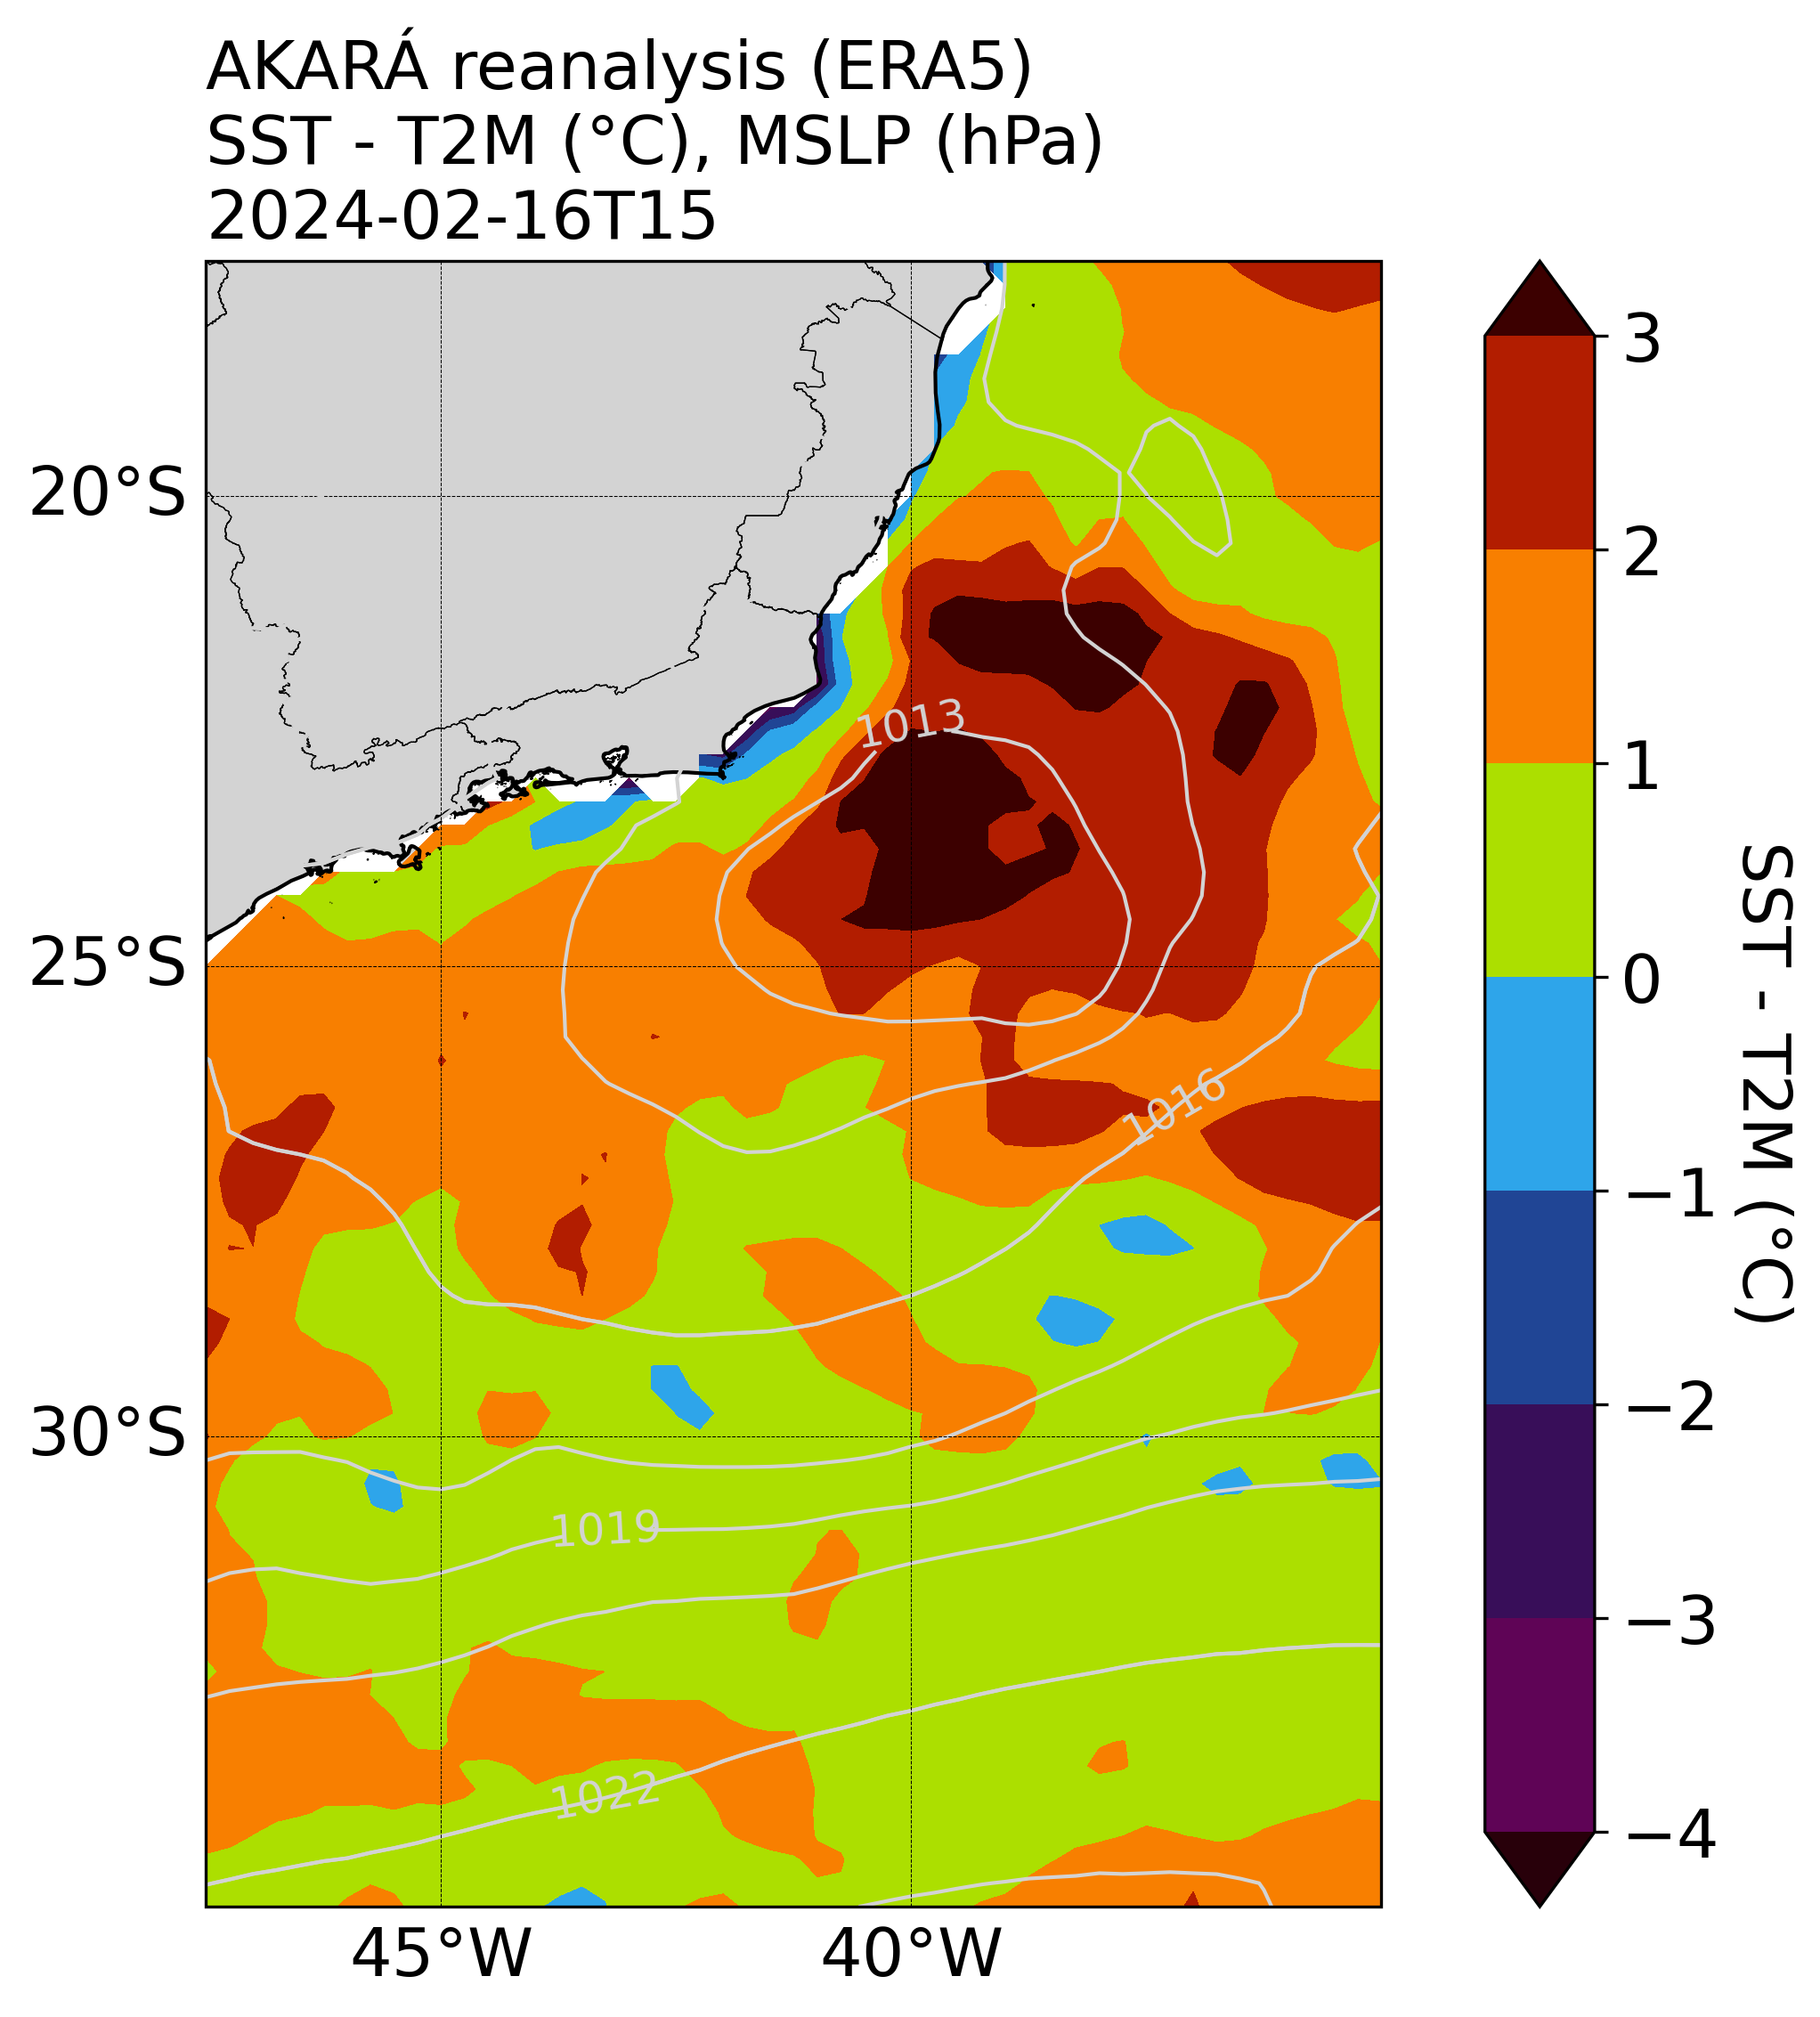 AKARÁ reanalysis (ERA5)
SST - T2M (°C), MSLP (hPa)
2024-02-16T15
20°S
25°S
30°S
45°W
40°W
1013
1016
1019
1022
3
2
1
0
−1
−2
−3
−4
SST - T2M (°C)